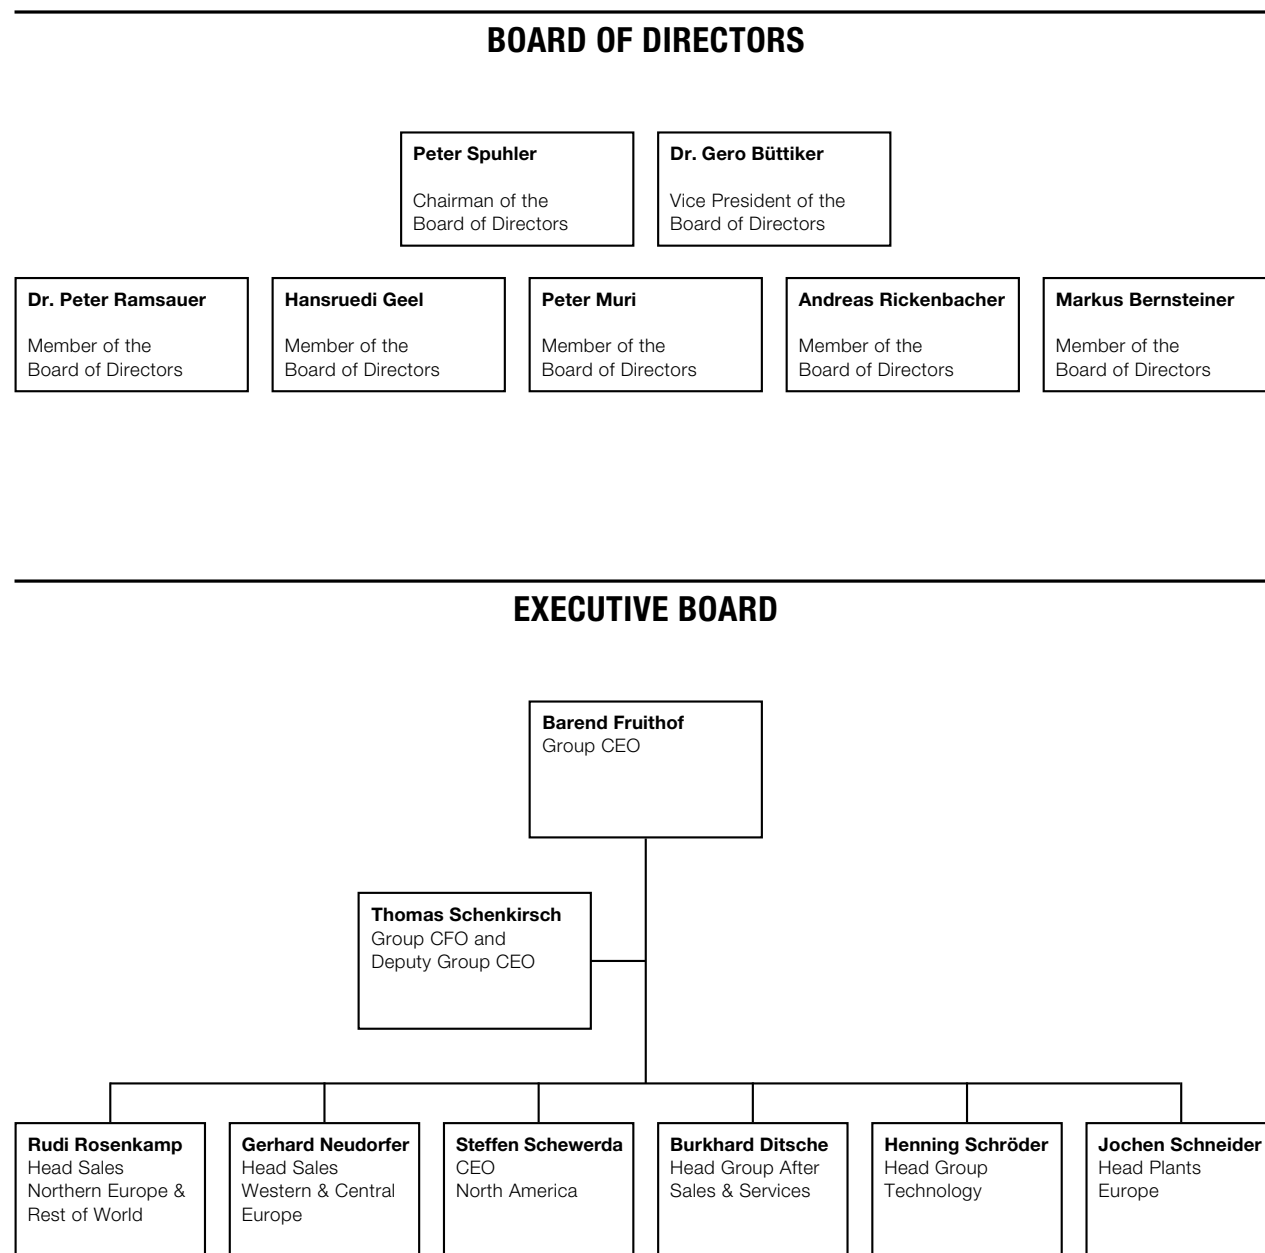 BOARD OF DIRECTORS
Peter Spuhler
Chairman of the
Board of Directors
Dr. Gero Büttiker
Vice President of the
Board of Directors
Dr. Peter Ramsauer
Member of the
Board of Directors
Hansruedi Geel
Member of the
Board of Directors
Peter Muri
Member of the
Board of Directors
Andreas Rickenbacher
Member of the
Board of Directors
Markus Bernsteiner
Member of the
Board of Directors
EXECUTIVE BOARD
Barend Fruithof
Group CEO
Thomas Schenkirsch
Group CFO and
Deputy Group CEO
Rudi Rosenkamp
Head Sales
Northern Europe &
Rest of World
Gerhard Neudorfer
Head Sales
Western & Central
Europe
Steffen Schewerda
CEO
North America
Burkhard Ditsche
Head Group After
Sales & Services
Henning Schröder
Head Group
Technology
Jochen Schneider
Head Plants
Europe